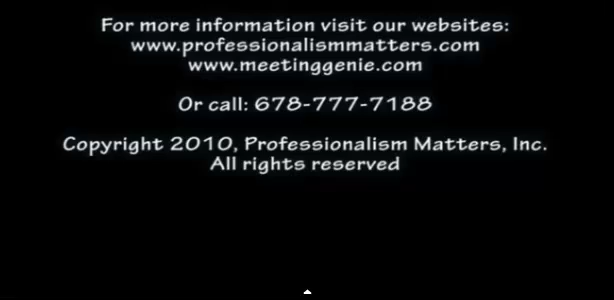 For more information visit our websites:
www.professionalismmatters.com
www.meetinggenie.com
Or call: 678-777-7188
Copyright 2010, Professionalism Matters, Inc.
All rights reserved